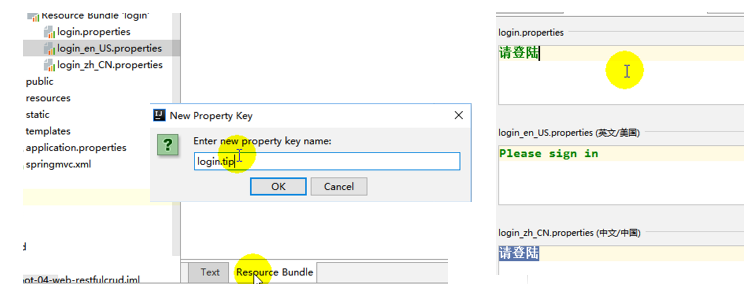 Resource Bundle 'login'
login.properties
login_en_US.properties
login_zh_CN.properties
public
resources
static
templates
application.properties
springmvc.xml
New Property Key
Enter new property key name:
login.tip
OK
Cancel
Text
Resource Bundle
ot-04-web-restfulcrud.iml
login.properties
请登陆
login_en_US.properties (英文/美国)
Please sign in
login_zh_CN.properties (中文/中国)
请登陆